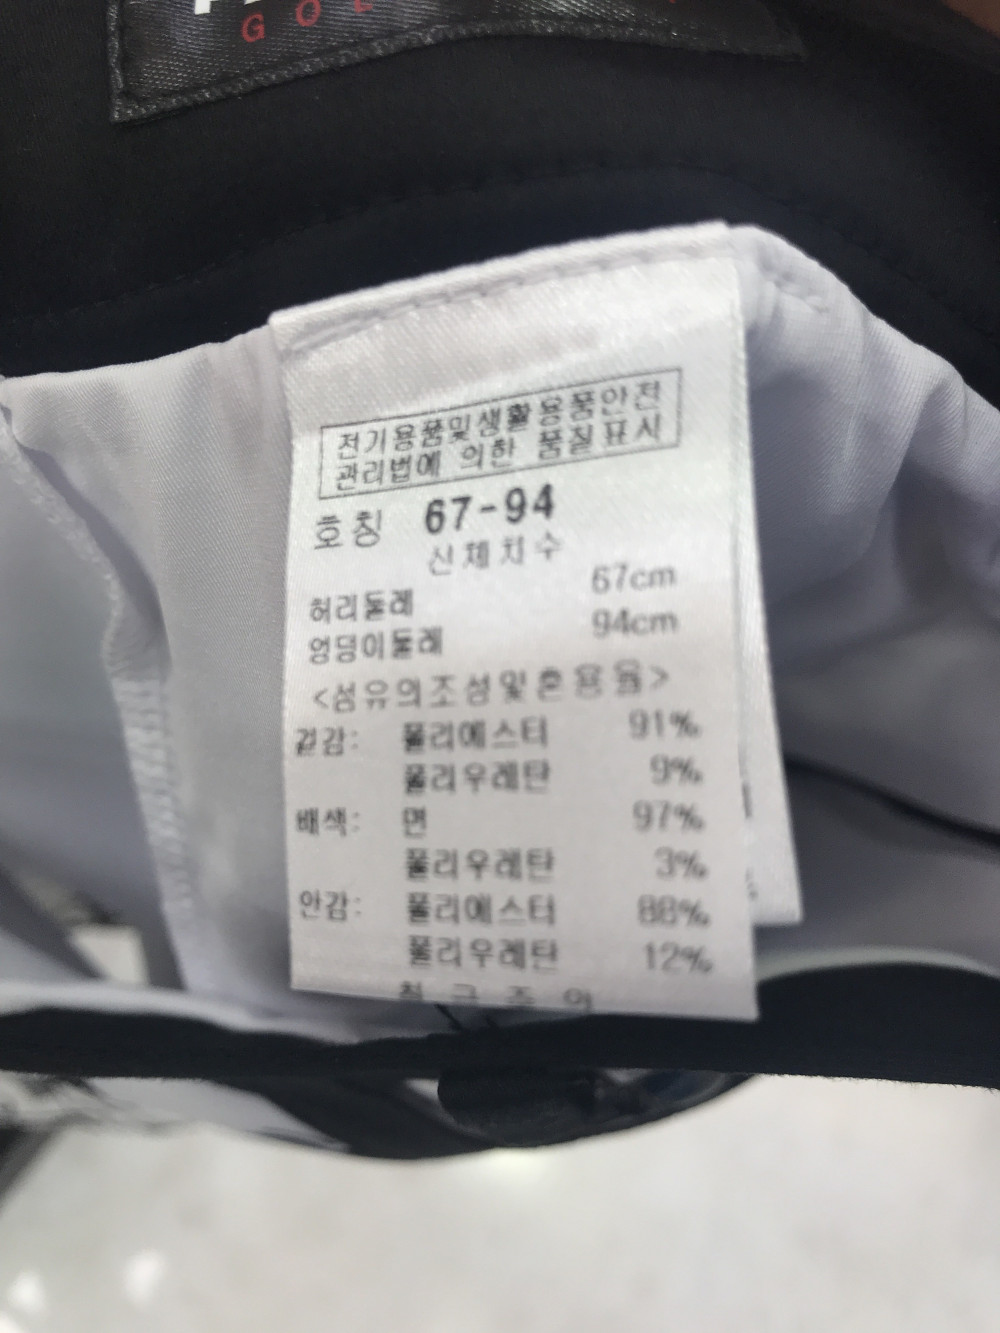 GOL
전기용품및생활용품안전
관리법에 의한 품질표시
호칭 67-94
신체치수
허리둘레 67cm
엉덩이둘레 94cm
<섬유의조성및혼용율>
겉감: 폴리에스터 91%
폴리우레탄 9%
배색: 면 97%
폴리우레탄 3%
안감: 폴리에스터 88%
폴리우레탄 12%